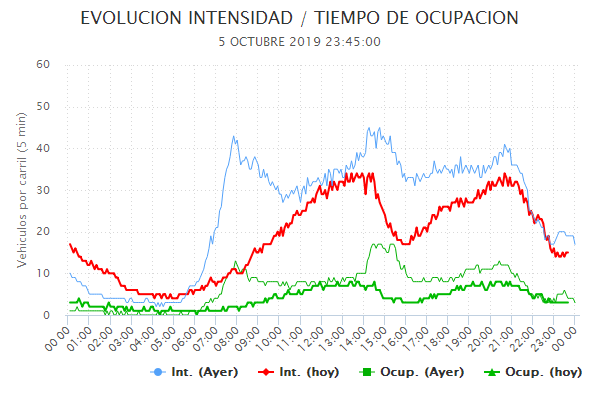 EVOLUCION INTENSIDAD / TIEMPO DE OCUPACION
5 OCTUBRE 2019 23:45:00
Vehiculos por carril (5 min)
60
50
40
30
20
10
0
00:00 01:00 02:00 03:00 04:00 05:00 06:00 07:00 08:00 09:00 10:00 11:00 12:00 13:00 14:00 15:00 16:00 17:00 18:00 19:00 20:00 21:00 22:00 23:00 00:00
Int. (Ayer) Int. (hoy) Ocup. (Ayer) Ocup. (hoy)